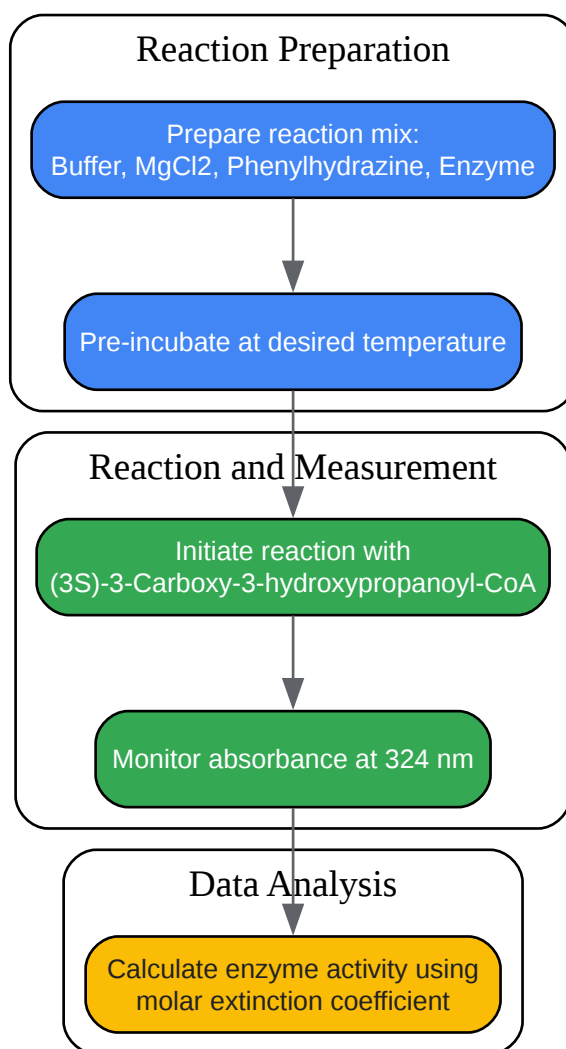 Reaction Preparation
Prepare reaction mix:
Buffer, MgCl2, Phenylhydrazine, Enzyme
Pre-incubate at desired temperature
Reaction and Measurement
Initiate reaction with
(3S)-3-Carboxy-3-hydroxypropanoyl-CoA
Monitor absorbance at 324 nm
Data Analysis
Calculate enzyme activity using
molar extinction coefficient